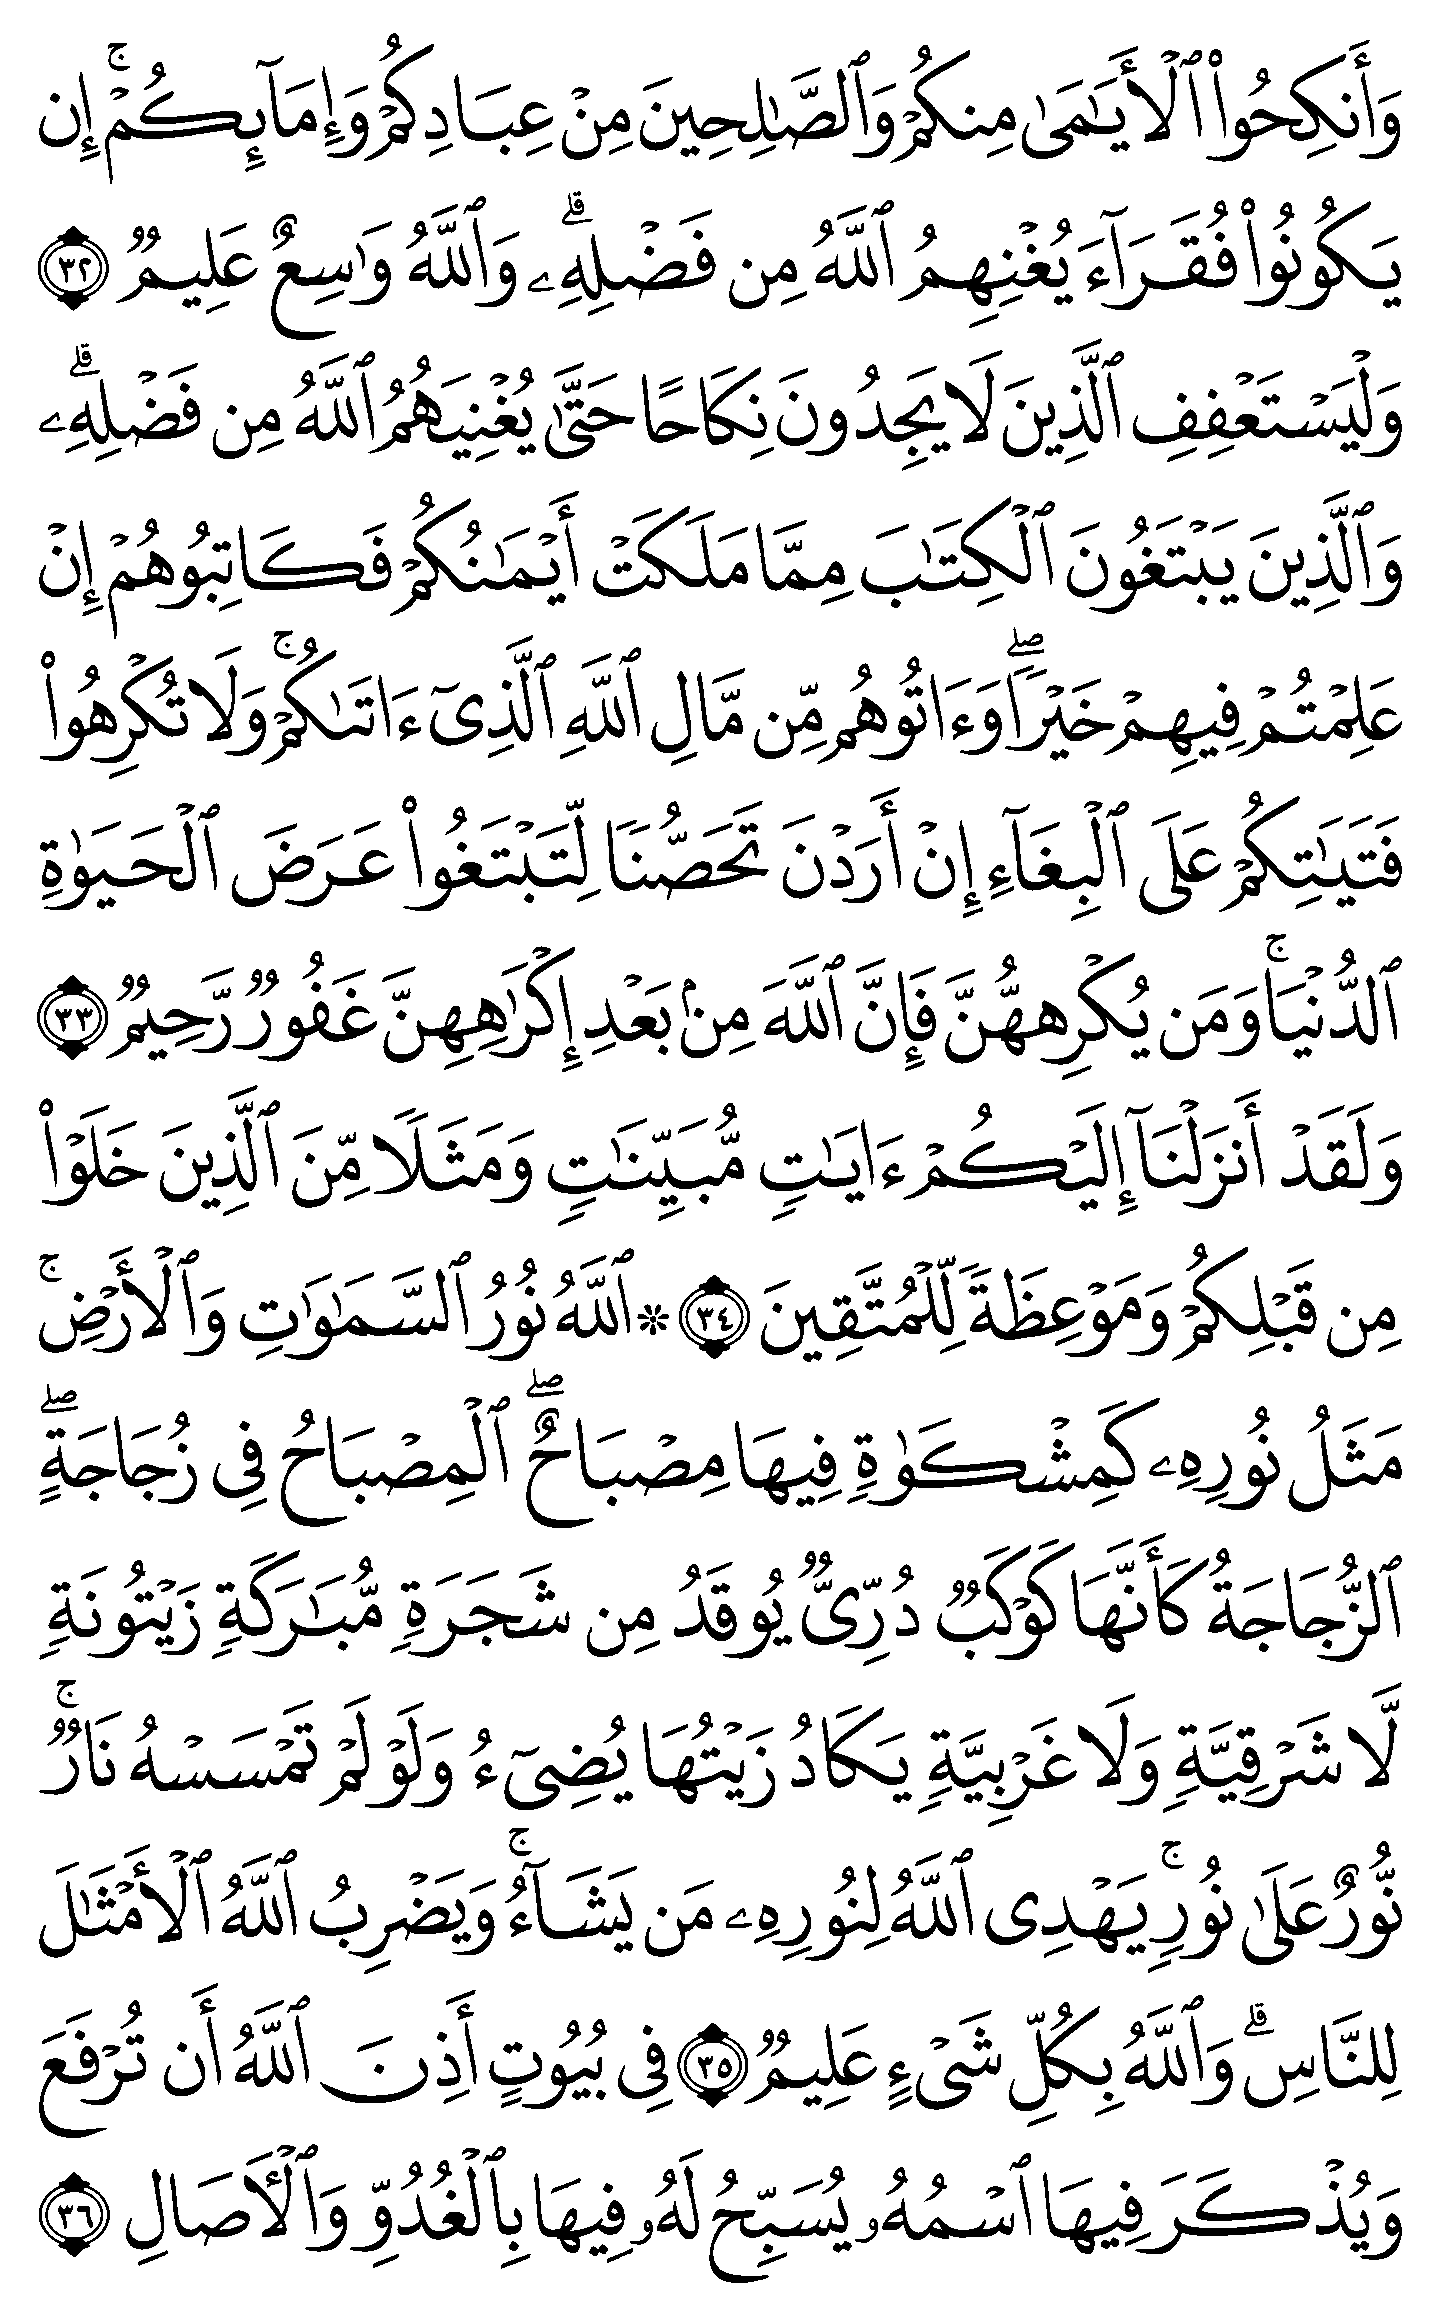 وَأَنكِحُوا۟ ٱلْأَيَـٰمَىٰ مِنكُمْ وَٱلصَّـٰلِحِينَ مِنْ عِبَادِكُمْ وَإِمَآئِكُمْ ۚ إِن
يَكُونُوا۟ فُقَرَآءَ يُغْنِهِمُ ٱللَّهُ مِن فَضْلِهِۦ ۗ وَٱللَّهُ وَٰسِعٌ عَلِيمٌ ٣٢
وَلْيَسْتَعْفِفِ ٱلَّذِينَ لَا يَجِدُونَ نِكَاحًا حَتَّىٰ يُغْنِيَهُمُ ٱللَّهُ مِن فَضْلِهِۦ ۗ
وَٱلَّذِينَ يَبْتَغُونَ ٱلْكِتَـٰبَ مِمَّا مَلَكَتْ أَيْمَـٰنُكُمْ فَكَاتِبُوهُمْ إِنْ
عَلِمْتُمْ فِيهِمْ خَيْرًا ۖ وَءَاتُوهُم مِّن مَّالِ ٱللَّهِ ٱلَّذِىٓ ءَاتَىٰكُمْ ۚ وَلَا تُكْرِهُوا۟
فَتَيَـٰتِكُمْ عَلَى ٱلْبِغَآءِ إِنْ أَرَدْنَ تَحَصُّنًا لِّتَبْتَغُوا۟ عَرَضَ ٱلْحَيَوٰةِ
ٱلدُّنْيَا ۚ وَمَن يُكْرِههُّنَّ فَإِنَّ ٱللَّهَ مِنۢ بَعْدِ إِكْرَٰهِهِنَّ غَفُورٌ رَّحِيمٌ ٣٣
وَلَقَدْ أَنزَلْنَآ إِلَيْكُمْ ءَايَـٰتٍ مُّبَيِّنَـٰتٍ وَمَثَلًا مِّنَ ٱلَّذِينَ خَلَوْا۟
مِن قَبْلِكُمْ وَمَوْعِظَةً لِّلْمُتَّقِينَ ٣٤ ۞ ٱللَّهُ نُورُ ٱلسَّمَـٰوَٰتِ وَٱلْأَرْضِ ۚ
مَثَلُ نُورِهِۦ كَمِشْكَوٰةٍ فِيهَا مِصْبَاحٌ ۖ ٱلْمِصْبَاحُ فِى زُجَاجَةٍ ۖ
ٱلزُّجَاجَةُ كَأَنَّهَا كَوْكَبٌ دُرِّىٌّ يُوقَدُ مِن شَجَرَةٍ مُّبَـٰرَكَةٍ زَيْتُونَةٍ
لَّا شَرْقِيَّةٍ وَلَا غَرْبِيَّةٍ يَكَادُ زَيْتُهَا يُضِىٓءُ وَلَوْ لَمْ تَمْسَسْهُ نَارٌ ۚ
نُّورٌ عَلَىٰ نُورٍ ۗ يَهْدِى ٱللَّهُ لِنُورِهِۦ مَن يَشَآءُ ۚ وَيَضْرِبُ ٱللَّهُ ٱلْأَمْثَـٰلَ
لِلنَّاسِ ۗ وَٱللَّهُ بِكُلِّ شَىْءٍ عَلِيمٌ ٣٥ فِى بُيُوتٍ أَذِنَ ٱللَّهُ أَن تُرْفَعَ
وَيُذْكَرَ فِيهَا ٱسْمُهُۥ يُسَبِّحُ لَهُۥ فِيهَا بِٱلْغُدُوِّ وَٱلْـَٔاصَالِ ٣٦